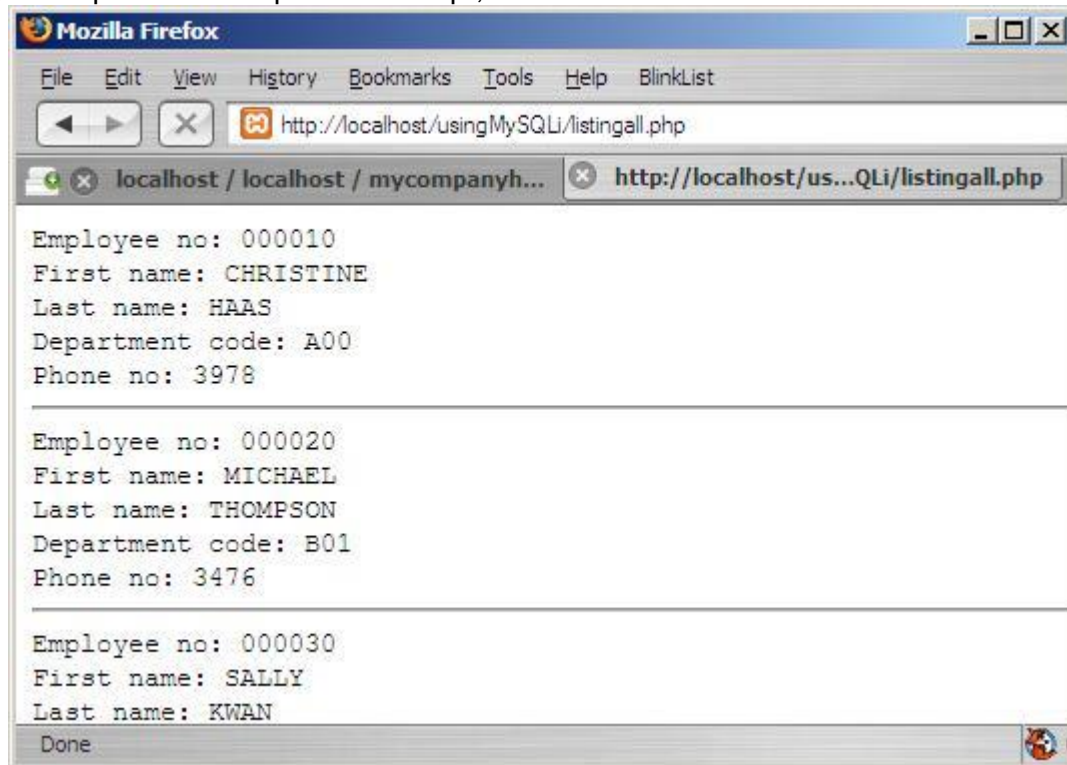 Mozilla Firefox
File Edit View History Bookmarks Tools Help BlinkList
http://localhost/usingMySQLi/listingall.php
localhost / localhost / mycompanyh... http://localhost/us...QLi/listingall.php
Employee no: 000010
First name: CHRISTINE
Last name: HAAS
Department code: A00
Phone no: 3978
Employee no: 000020
First name: MICHAEL
Last name: THOMPSON
Department code: B01
Phone no: 3476
Employee no: 000030
First name: SALLY
Last name: KWAN
Done